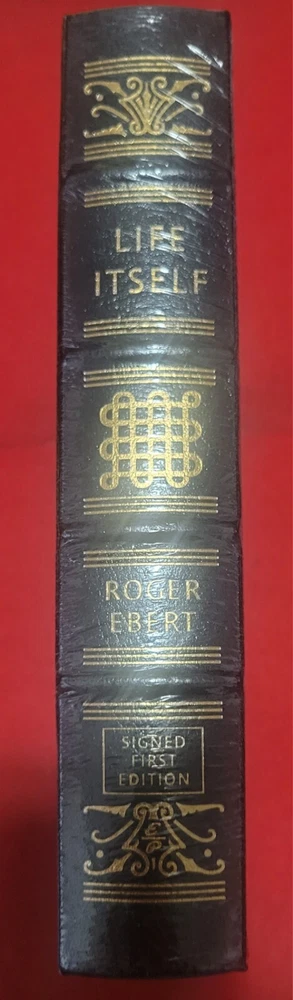 LIFE
ITSELF
ROGER
EBERT
SIGNED
FIRST
EDITION
E
P